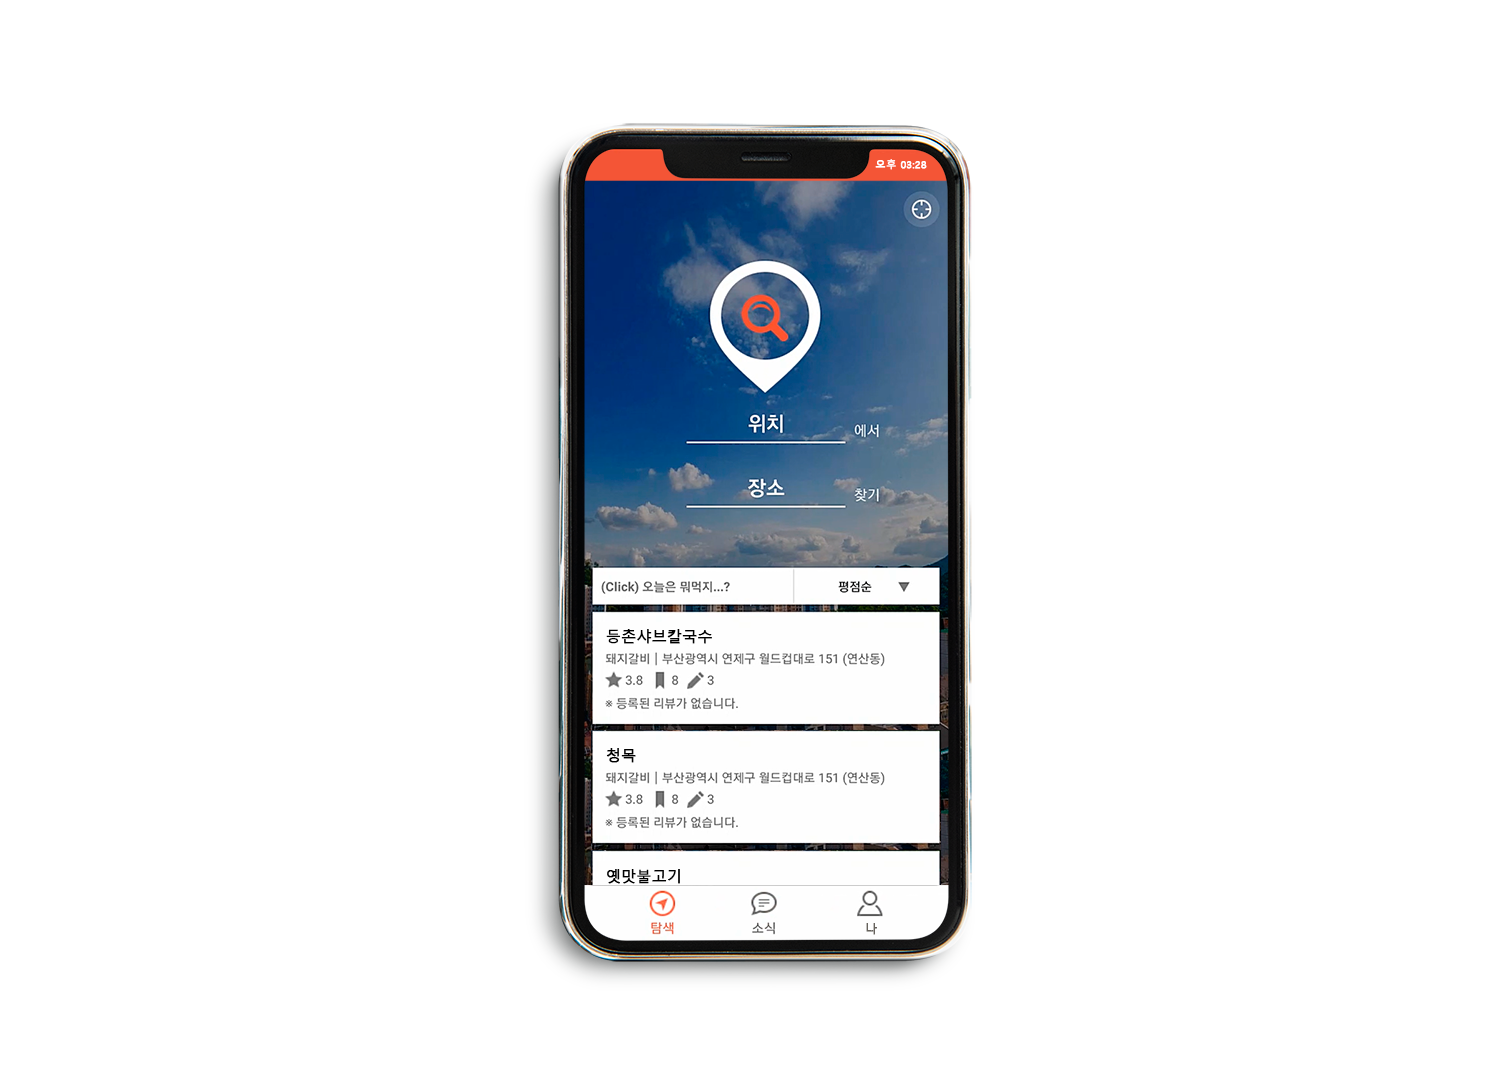 오후 03:28
위치 에서
장소 찾기
(Click) 오늘은 뭐먹지...? 평점순 ▼
등촌샤브칼국수
돼지갈비 | 부산광역시 연제구 월드컵대로 151 (연산동)
3.8 8 3
※ 등록된 리뷰가 없습니다.
청목
돼지갈비 | 부산광역시 연제구 월드컵대로 151 (연산동)
3.8 8 3
※ 등록된 리뷰가 없습니다.
옛맛불고기
탐색 소식 나